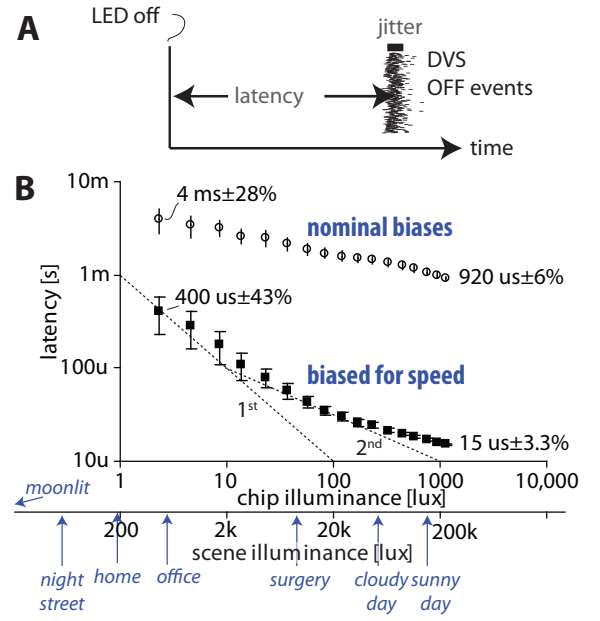 A
LED off
jitter
DVS
OFF events
latency
time
B
10m
4 ms±28%
nominal biases
latency [s]
1m
920 us±6%
400 us±43%
100u
biased for speed
1st
2nd
15 us±3.3%
10u
1 10 100 1000 10,000
chip illuminance [lux]
moonlit
200 2k 20k 200k
scene illuminance [lux]
night street
home
office
surgery
cloudy day
sunny day